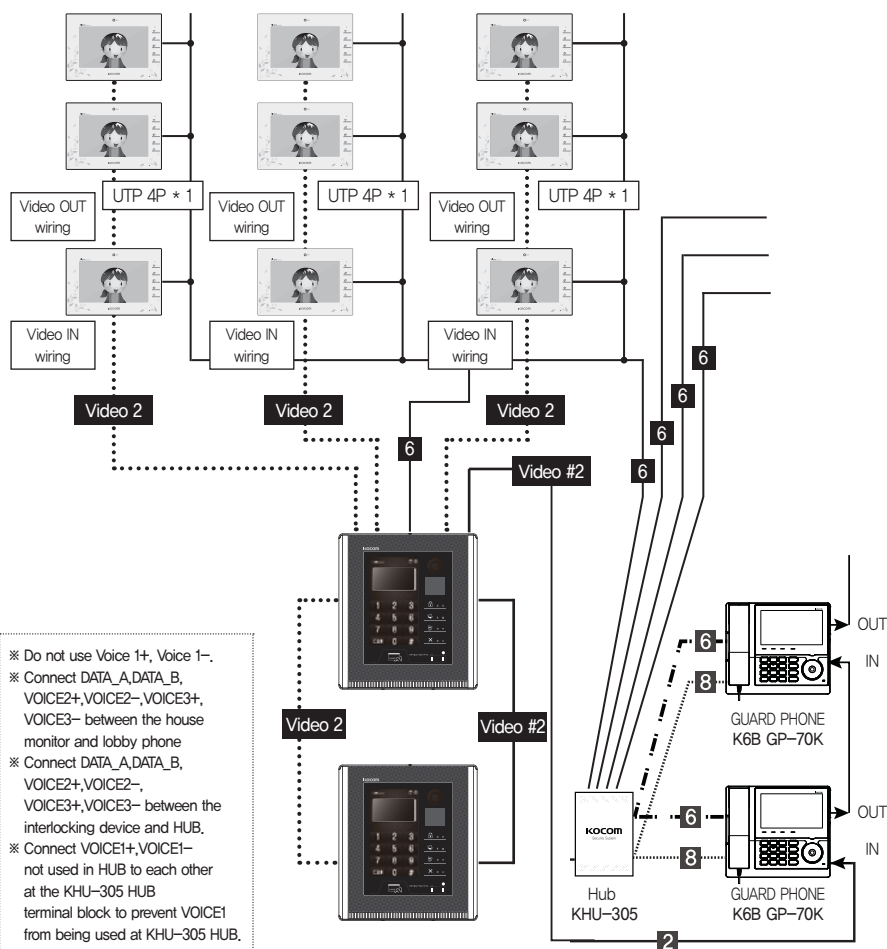 UTP 4P * 1
UTP 4P * 1
UTP 4P * 1
Video OUT
wiring
Video OUT
wiring
Video OUT
wiring
Video IN
wiring
Video IN
wiring
Video IN
wiring
6
6
6
6
6
Video 2
Video 2
Video 2
Video #2
KOCOM
1 2 3
4 5 6
7 8 9
0 #
※ Do not use Voice 1+, Voice 1-.
※ Connect DATA_A,DATA_B,
VOICE2+,VOICE2-,VOICE3+,
VOICE3- between the house
monitor and lobby phone
※ Connect DATA_A,DATA_B,
VOICE2+,VOICE2-,
VOICE3+,VOICE3- between the
interlocking device and HUB.
※ Connect VOICE1+,VOICE1-
not used in HUB to each other
at the KHU-305 HUB
terminal block to prevent VOICE1
from being used at KHU-305 HUB.
Video 2
Video #2
KOCOM
1 2 3
4 5 6
7 8 9
0 #
6
8
OUT
IN
GUARD PHONE
K6B GP-70K
KOCOM
Hub
KHU-305
6
8
OUT
IN
GUARD PHONE
K6B GP-70K
2